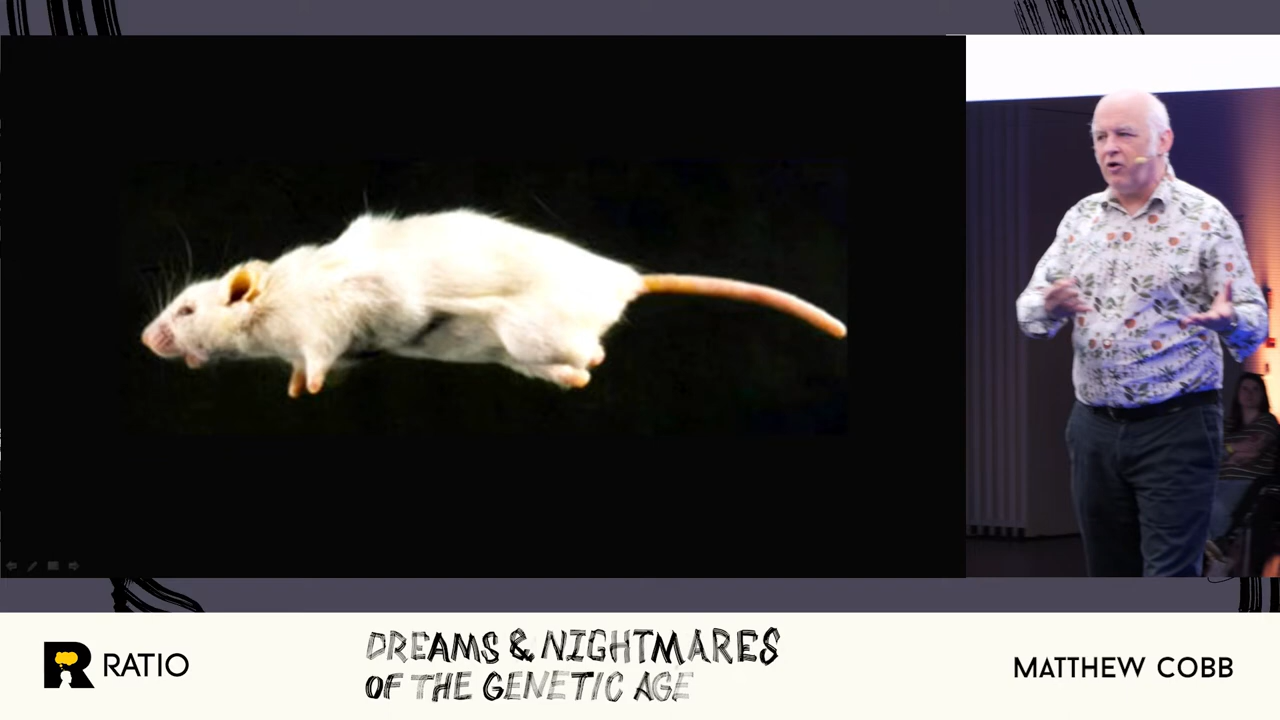 RATIO
DREAMS & NIGHTMARES
OF THE GENETIC AGE
MATTHEW COBB